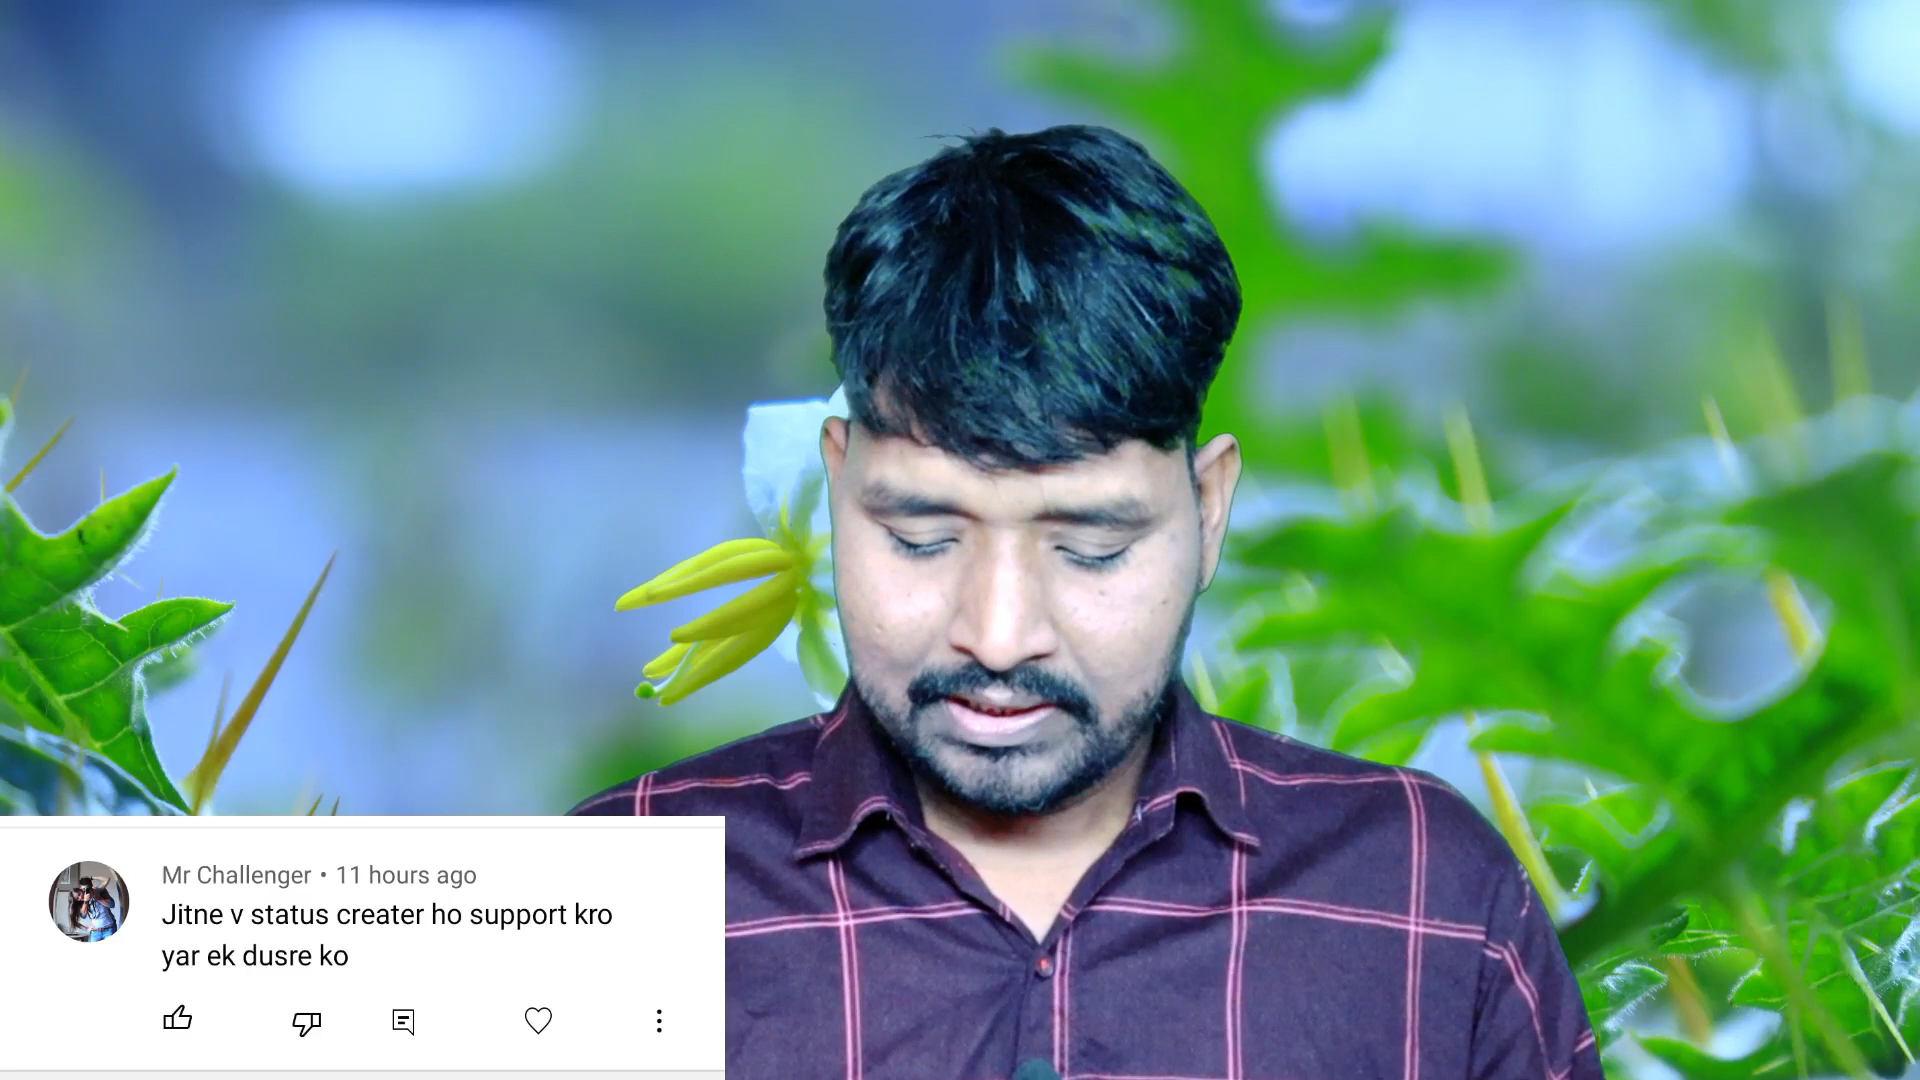 Mr Challenger • 11 hours ago
Jitne v status creater ho support kro
yar ek dusre ko